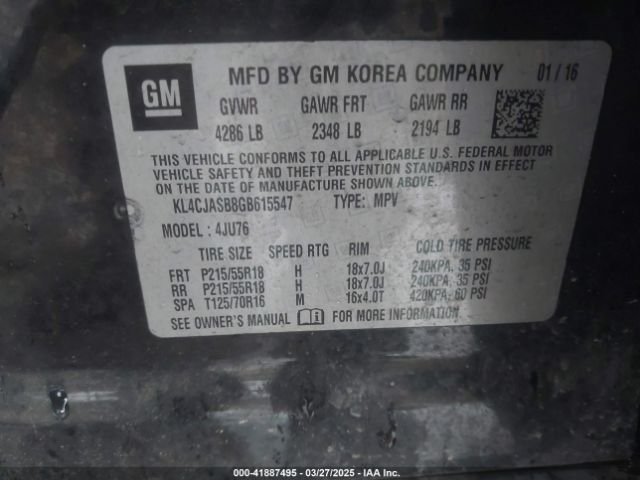 GM
MFD BY GM KOREA COMPANY 01/16
GVWR GAWR FRT GAWR RR
4286 LB 2348 LB 2194 LB
THIS VEHICLE CONFORMS TO ALL APPLICABLE U.S. FEDERAL MOTOR
VEHICLE SAFETY AND THEFT PREVENTION STANDARDS IN EFFECT
ON THE DATE OF MANUFACTURE SHOWN ABOVE.
KL4CJASB8GB615547 TYPE: MPV
MODEL: 4JU76
TIRE SIZE SPEED RTG RIM COLD TIRE PRESSURE
FRT P215/55R18 H 18x7.0J 240KPA, 35 PSI
RR P215/55R18 H 18x7.0J 240KPA, 35 PSI
SPA T125/70R16 M 16x4.0T 420KPA, 60 PSI
SEE OWNER'S MANUAL FOR MORE INFORMATION.
000-41887495 - 03/27/2025 - IAA Inc.